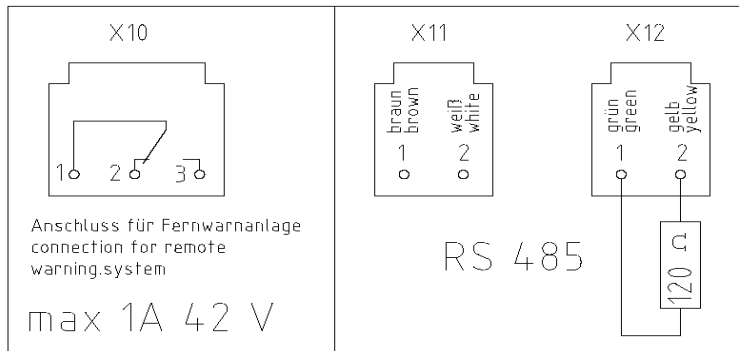 X10
1 2 3
Anschluss für Fernwarnanlage
connection for remote
warning.system
max 1A 42 V
X11
braun
brown
weiß
white
1 2
X12
grün
green
gelb
yellow
1 2
RS 485
120 Ω